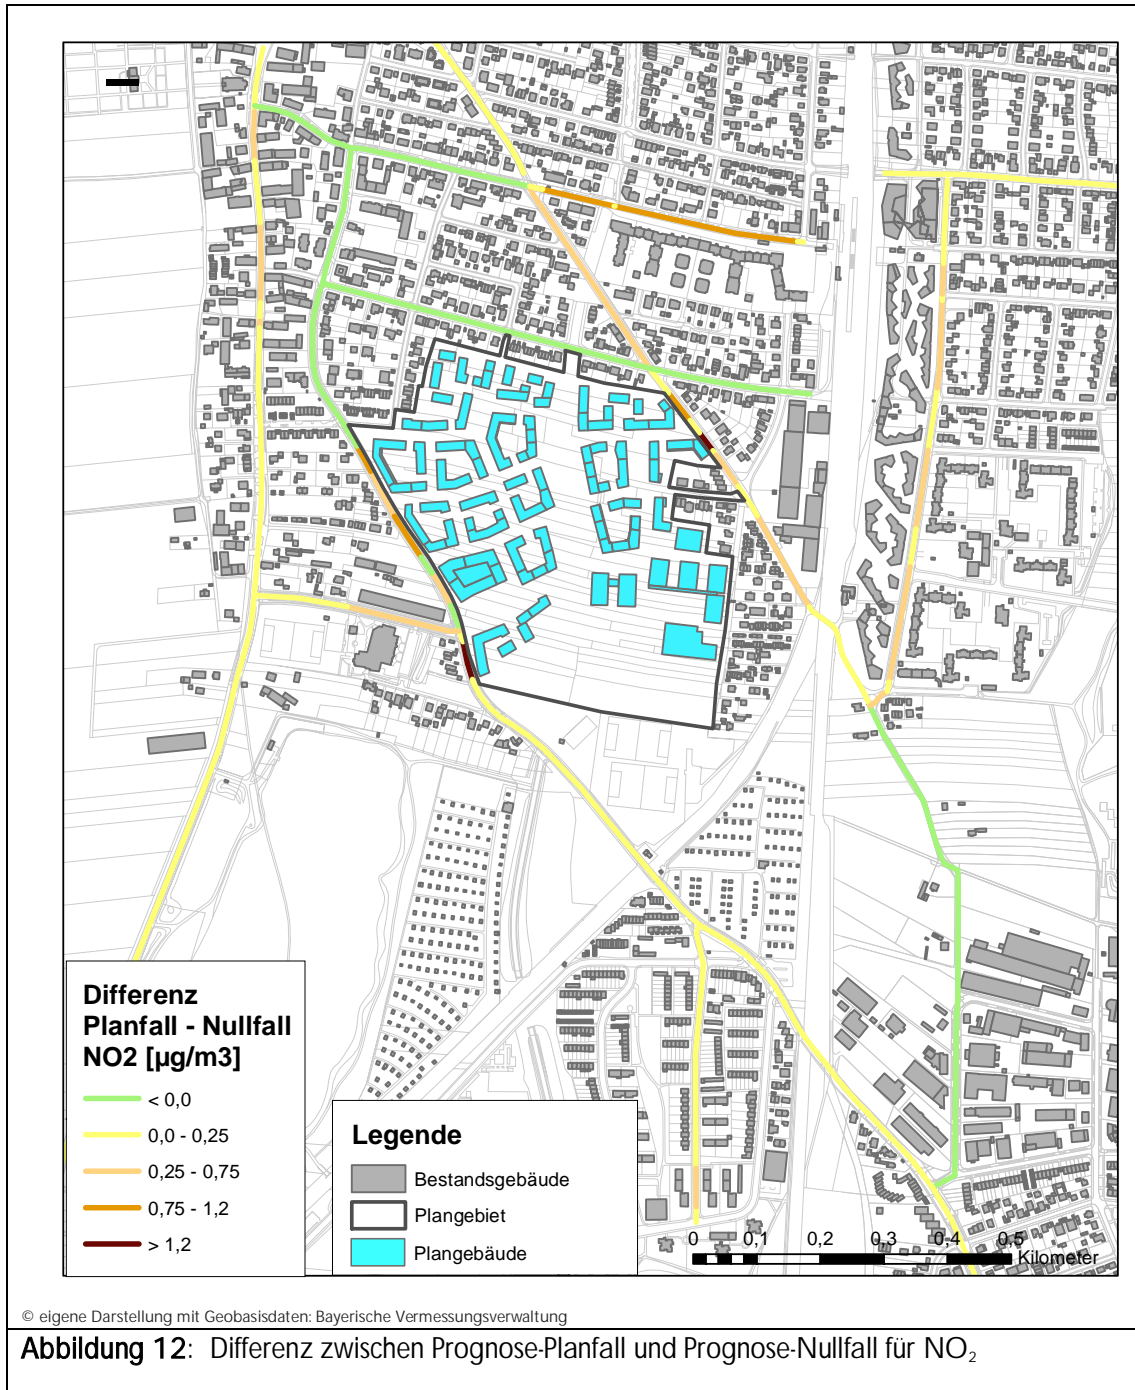 Differenz
Planfall - Nullfall
NO2 [µg/m3]
< 0,0
0,0 - 0,25
0,25 - 0,75
0,75 - 1,2
> 1,2
Legende
Bestandsgebäude
Plangebiet
Plangebäude
0 0,1 0,2 0,3 0,4 0,5
Kilometer
© eigene Darstellung mit Geobasisdaten: Bayerische Vermessungsverwaltung
Abbildung 12: Differenz zwischen Prognose-Planfall und Prognose-Nullfall für NO₂